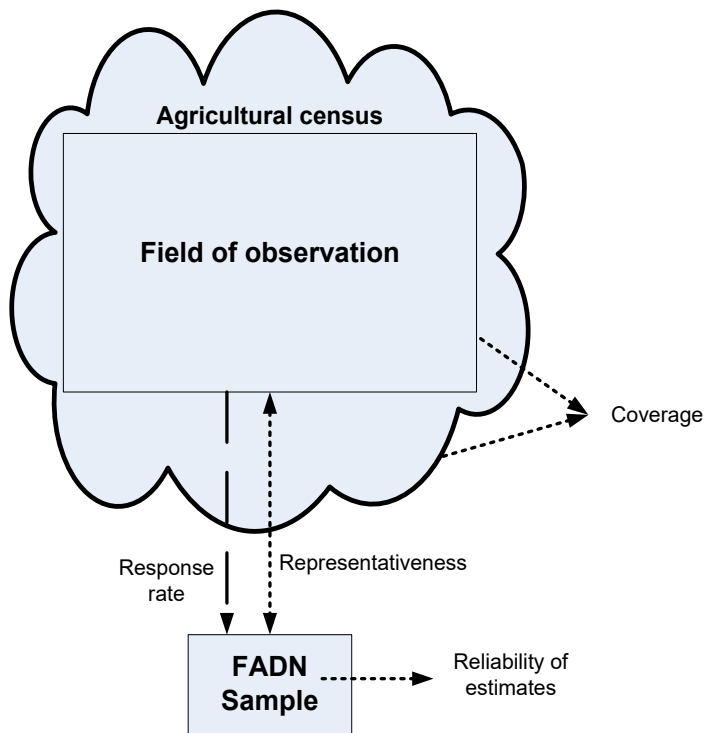 Agricultural census
Field of observation
Coverage
Response
rate
Representativeness
FADN
Sample
Reliability of
estimates